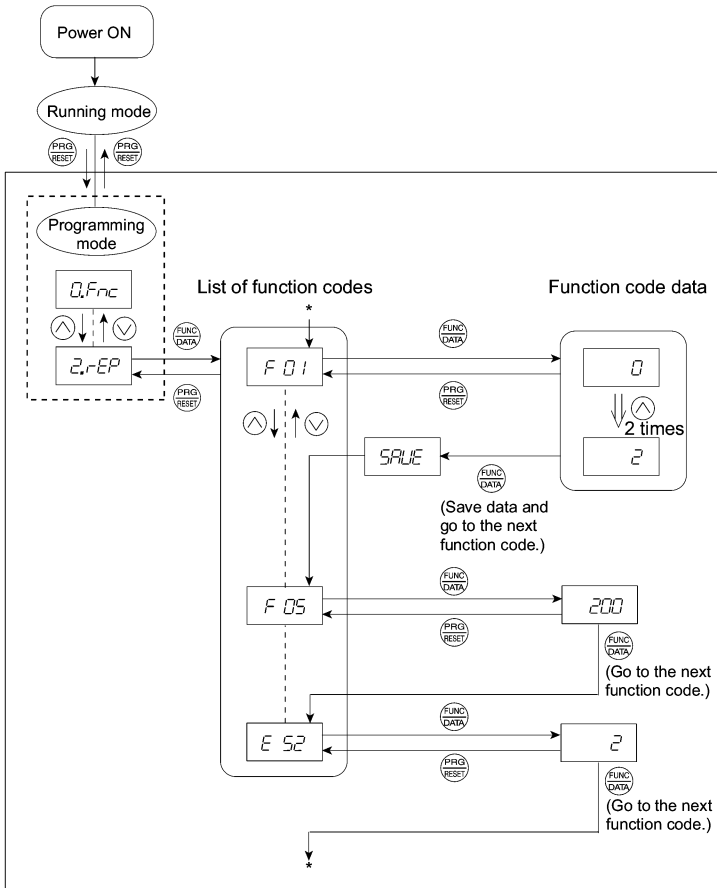 Power ON
Running mode
PRG
RESET
PRG
RESET
Programming
mode
0.Fnc
2.rEP
FUNC
DATA
PRG
RESET
List of function codes
*
F 01
FUNC
DATA
PRG
RESET
Function code data
0
2 times
2
SAVE
FUNC
DATA
(Save data and
go to the next
function code.)
F 05
FUNC
DATA
PRG
RESET
200
FUNC
DATA
(Go to the next
function code.)
E 52
FUNC
DATA
PRG
RESET
2
FUNC
DATA
(Go to the next
function code.)
*